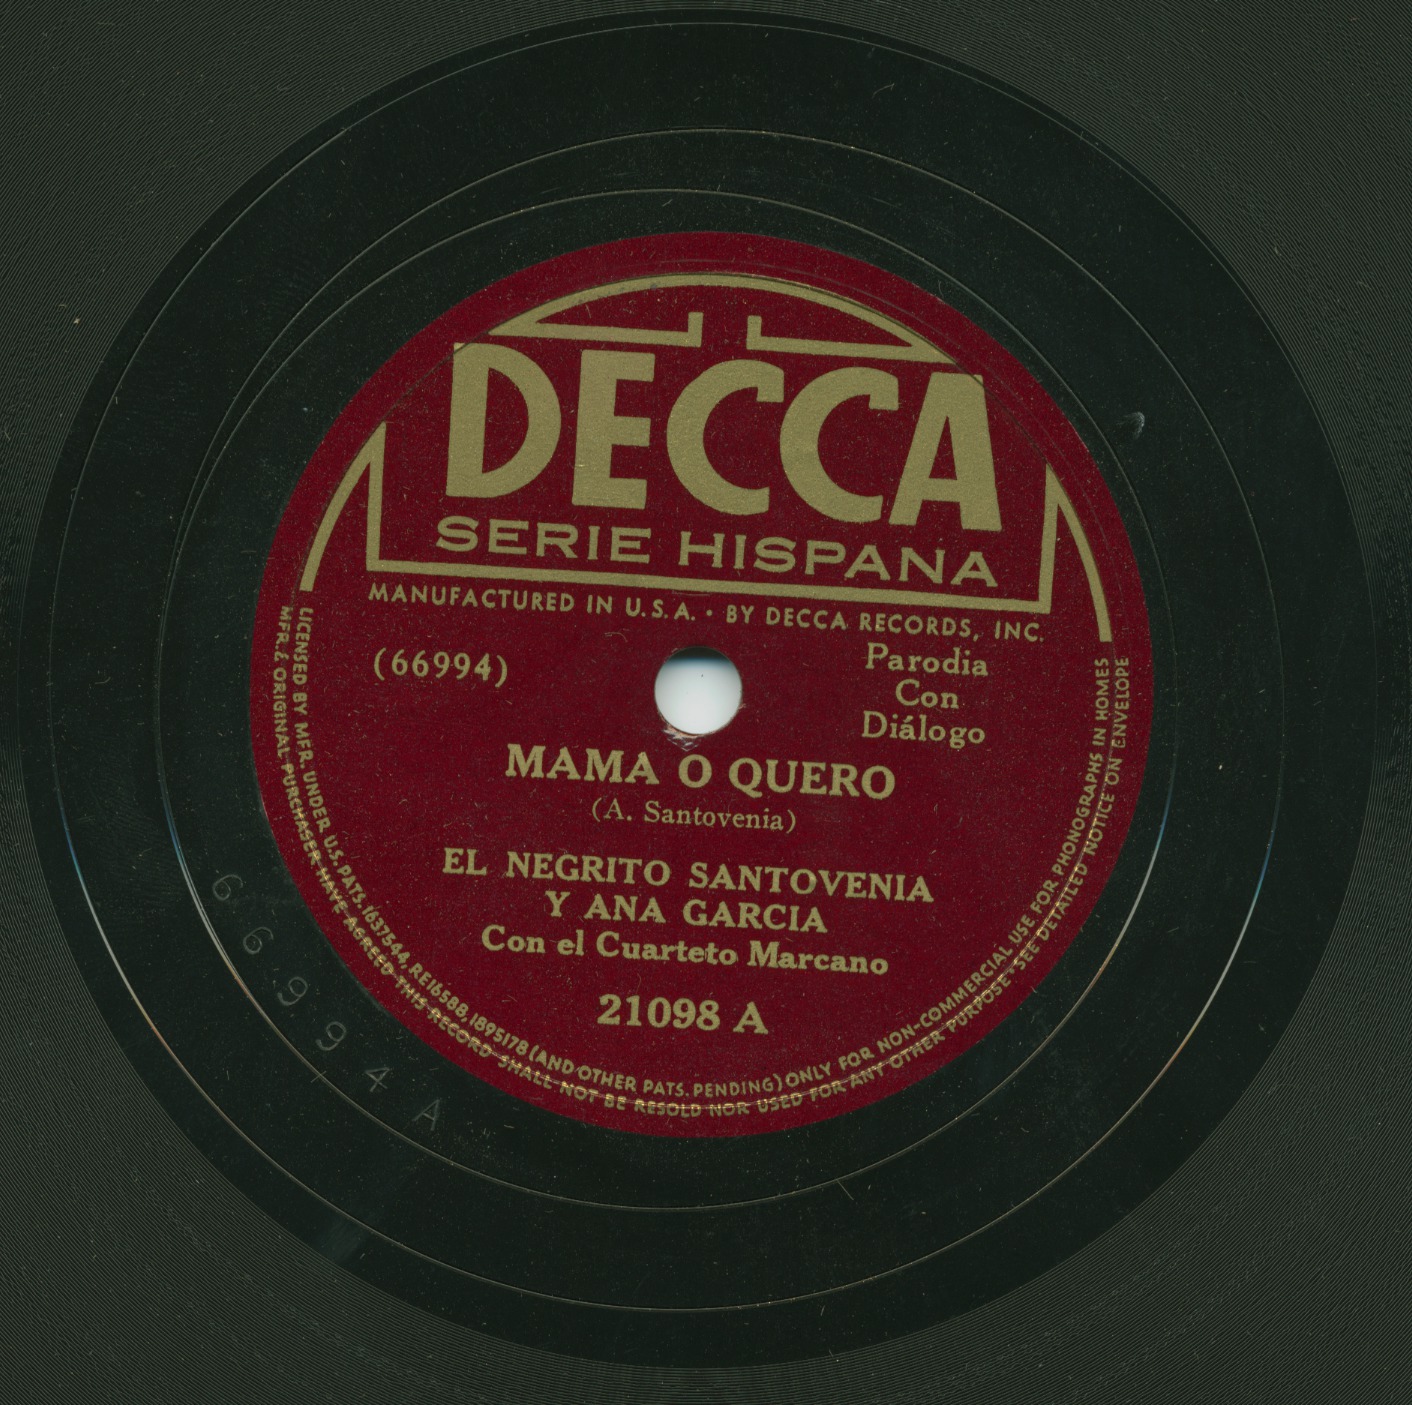 DECCA
SERIE HISPANA
MANUFACTURED IN U.S.A. • BY DECCA RECORDS, INC.
(66994)
Parodia
Con
Diálogo
MAMA O QUERO
(A. Santovenia)
EL NEGRITO SANTOVENIA
Y ANA GARCIA
Con el Cuarteto Marcano
21098 A
LICENSED BY MFR. UNDER U.S. PATS. 1637544, RE16588, 1895178 (AND OTHER PATS. PENDING) ONLY FOR NON-COMMERCIAL USE FOR PHONOGRAPHS IN HOMES
MFR. & ORIGINAL PURCHASER HAVE AGREED THIS RECORD SHALL NOT BE RESOLD NOR USED FOR ANY OTHER PURPOSE • SEE DETAILED NOTICE ON ENVELOPE
66994 A